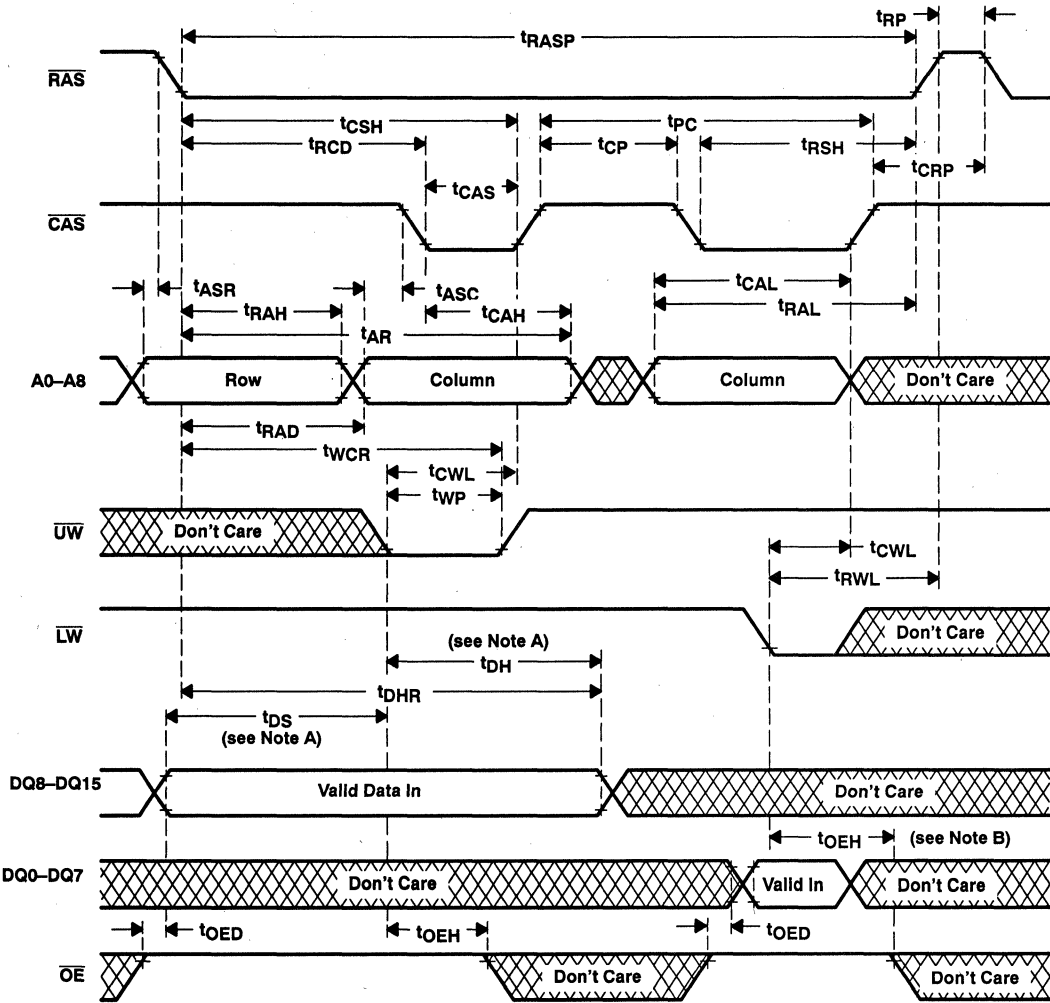 tRP
tRASP
RAS
tCSH
tPC
tRCD
tCP
tRSH
tCRP
tCAS
CAS
tASR
tASC
tCAL
tRAH
tCAH
tRAL
tAR
A0–A8
Row
Column
Column
Don't Care
tRAD
tWCR
tCWL
tWP
UW
Don't Care
tCWL
tRWL
LW
Don't Care
(see Note A)
tDH
tDHR
tDS
(see Note A)
DQ8–DQ15
Valid Data In
Don't Care
tOEH
(see Note B)
DQ0–DQ7
Don't Care
Valid In
Don't Care
tOED
tOEH
tOED
OE
Don't Care
Don't Care